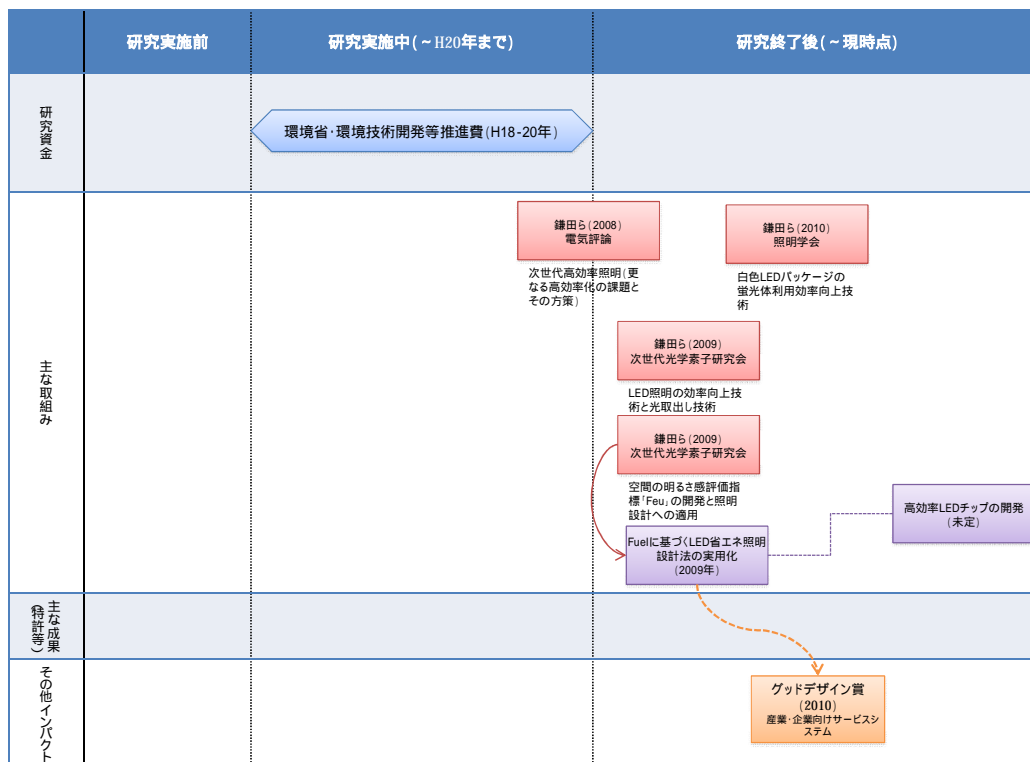 研究実施前
研究実施中(~H20年まで)
研究終了後(~現時点)
研究資金
環境省・環境技術開発等推進費(H18-20年)
主な取組み
鎌田ら(2008)
電気評論
次世代高効率照明(更
なる高効率化の課題と
その方策)
鎌田ら(2010)
照明学会
白色LEDパッケージの
蛍光体利用効率向上技
術
鎌田ら(2009)
次世代光学素子研究会
LED照明の効率向上技
術と光取出し技術
鎌田ら(2009)
次世代光学素子研究会
空間の明るさ感評価指
標「Feu」の開発と照明
設計への適用
Fuelに基づくLED省エネ照明
設計法の実用化
(2009年)
高効率LEDチップの開発
(未定)
主な成果
(特許等)
その他インパクト
グッドデザイン賞
(2010)
産業・企業向けサービスシ
ステム